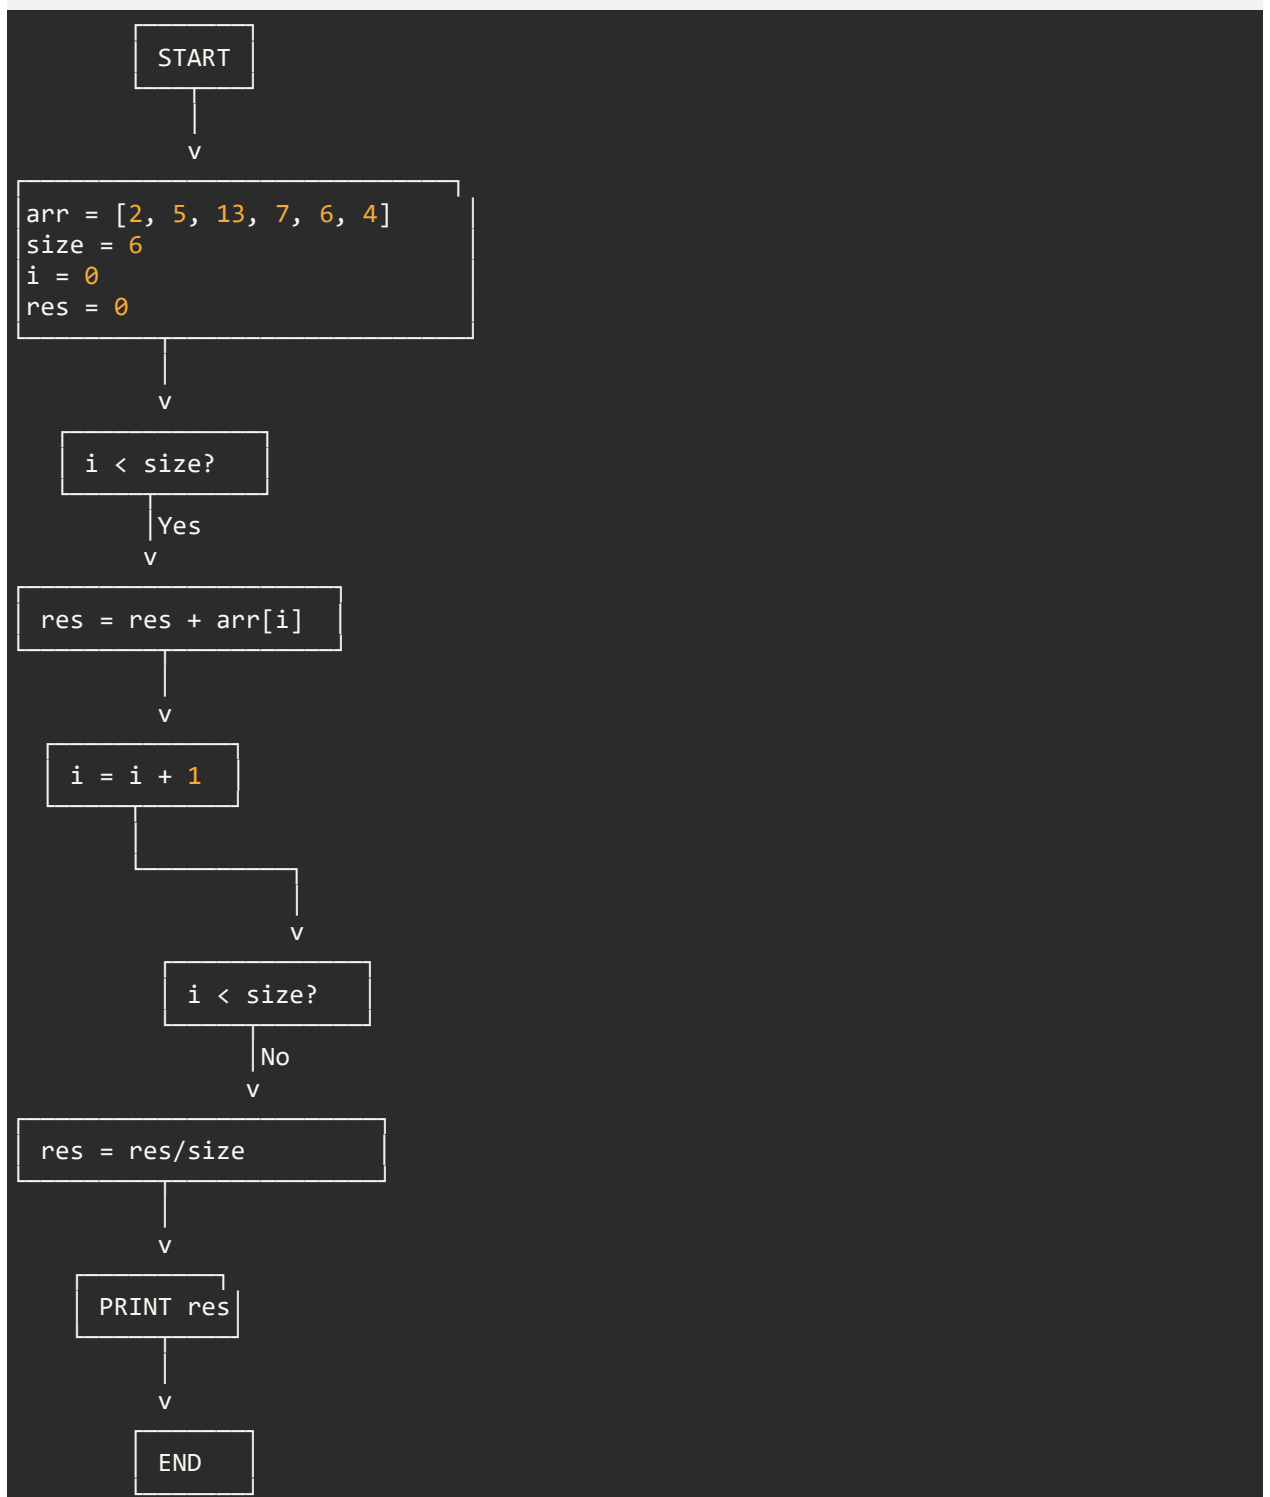 START
v
arr = [2, 5, 13, 7, 6, 4]
size = 6
i = 0
res = 0
v
i < size?
Yes
v
res = res + arr[i]
v
i = i + 1
v
i < size?
No
v
res = res/size
v
PRINT res
v
END